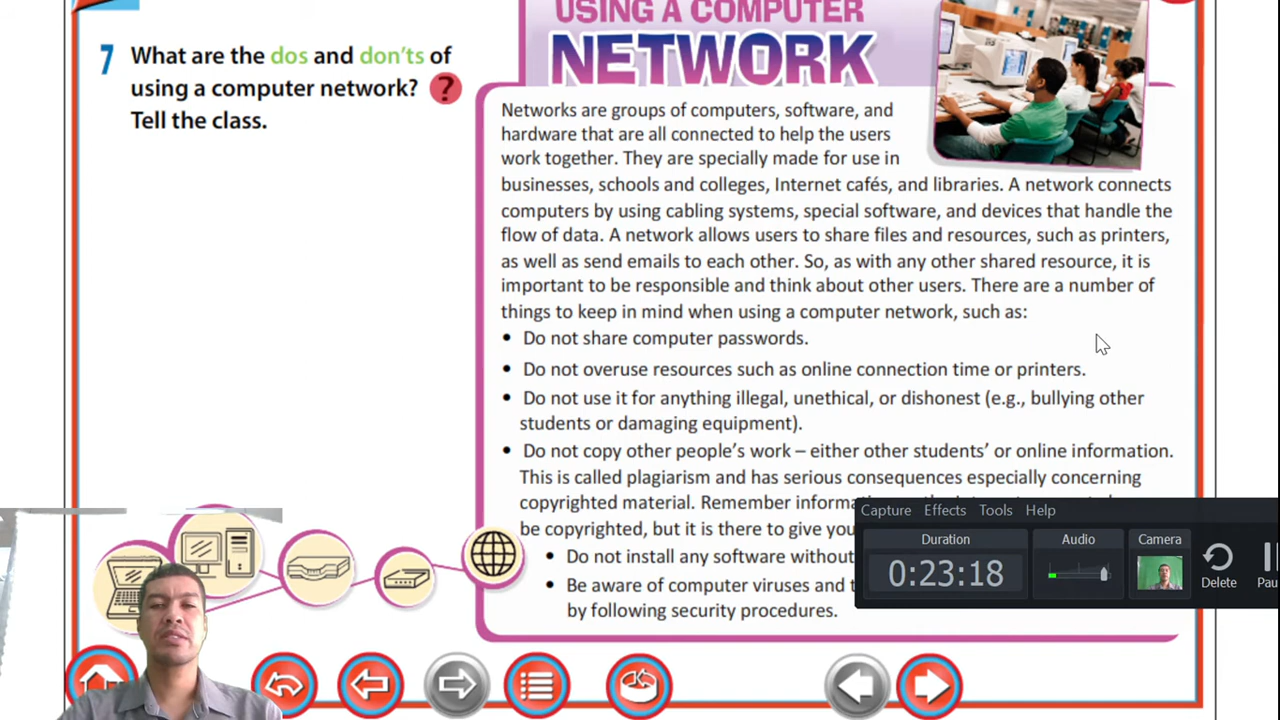 7 What are the dos and don'ts of
using a computer network? ?
Tell the class.
USING A COMPUTER
NETWORK
Networks are groups of computers, software, and
hardware that are all connected to help the users
work together. They are specially made for use in
businesses, schools and colleges, Internet cafés, and libraries. A network connects
computers by using cabling systems, special software, and devices that handle the
flow of data. A network allows users to share files and resources, such as printers,
as well as send emails to each other. So, as with any other shared resource, it is
important to be responsible and think about other users. There are a number of
things to keep in mind when using a computer network, such as:
• Do not share computer passwords.
• Do not overuse resources such as online connection time or printers.
• Do not use it for anything illegal, unethical, or dishonest (e.g., bullying other
students or damaging equipment).
• Do not copy other people's work – either other students' or online information.
This is called plagiarism and has serious consequences especially concerning
copyrighted material. Remember
be copyrighted, but it is there to give you
• Do not install any software without
• Be aware of computer viruses and
by following security procedures.
Capture Effects Tools Help
Duration
0:23:18
Audio
Camera
Delete